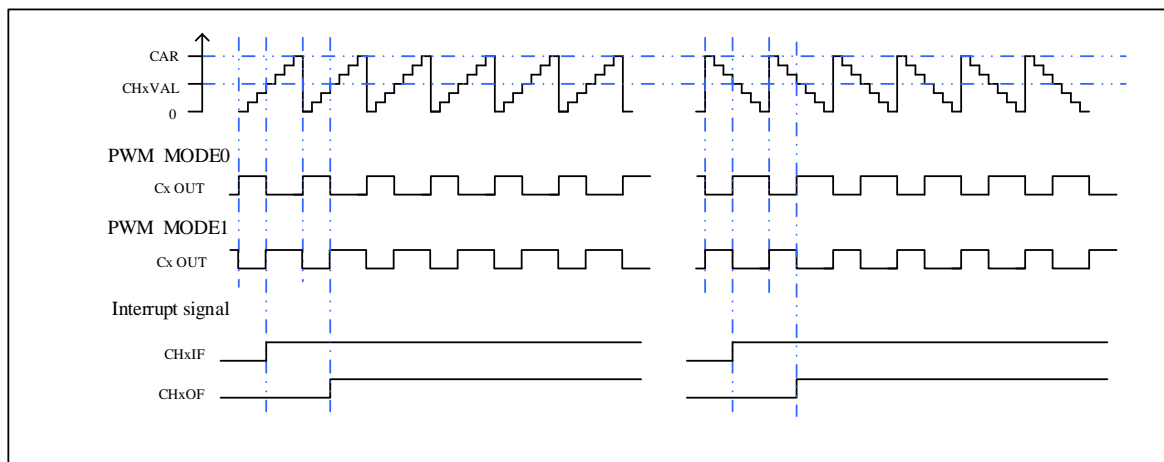 CAR
CHxVAL
0
PWM MODE0
Cx OUT
PWM MODE1
Cx OUT
Interrupt signal
CHxIF
CHxOF